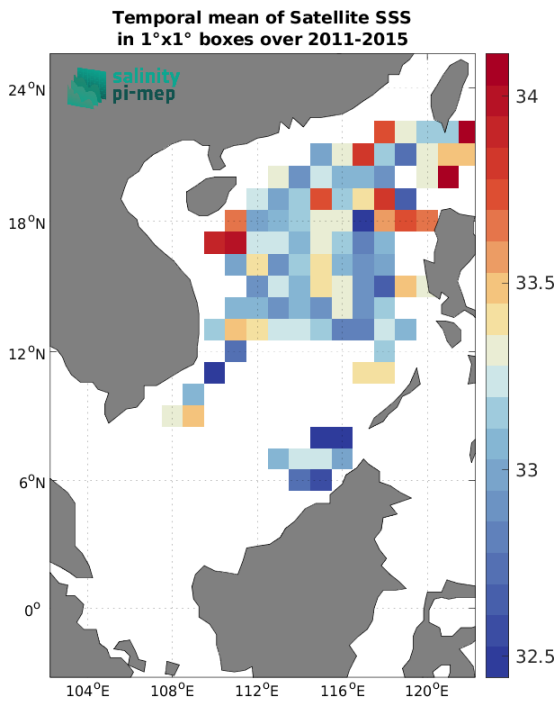 Temporal mean of Satellite SSS
in 1°x1° boxes over 2011-2015
salinity
pi-mep
24°N
18°N
12°N
6°N
0°
104°E 108°E 112°E 116°E 120°E
34
33.5
33
32.5